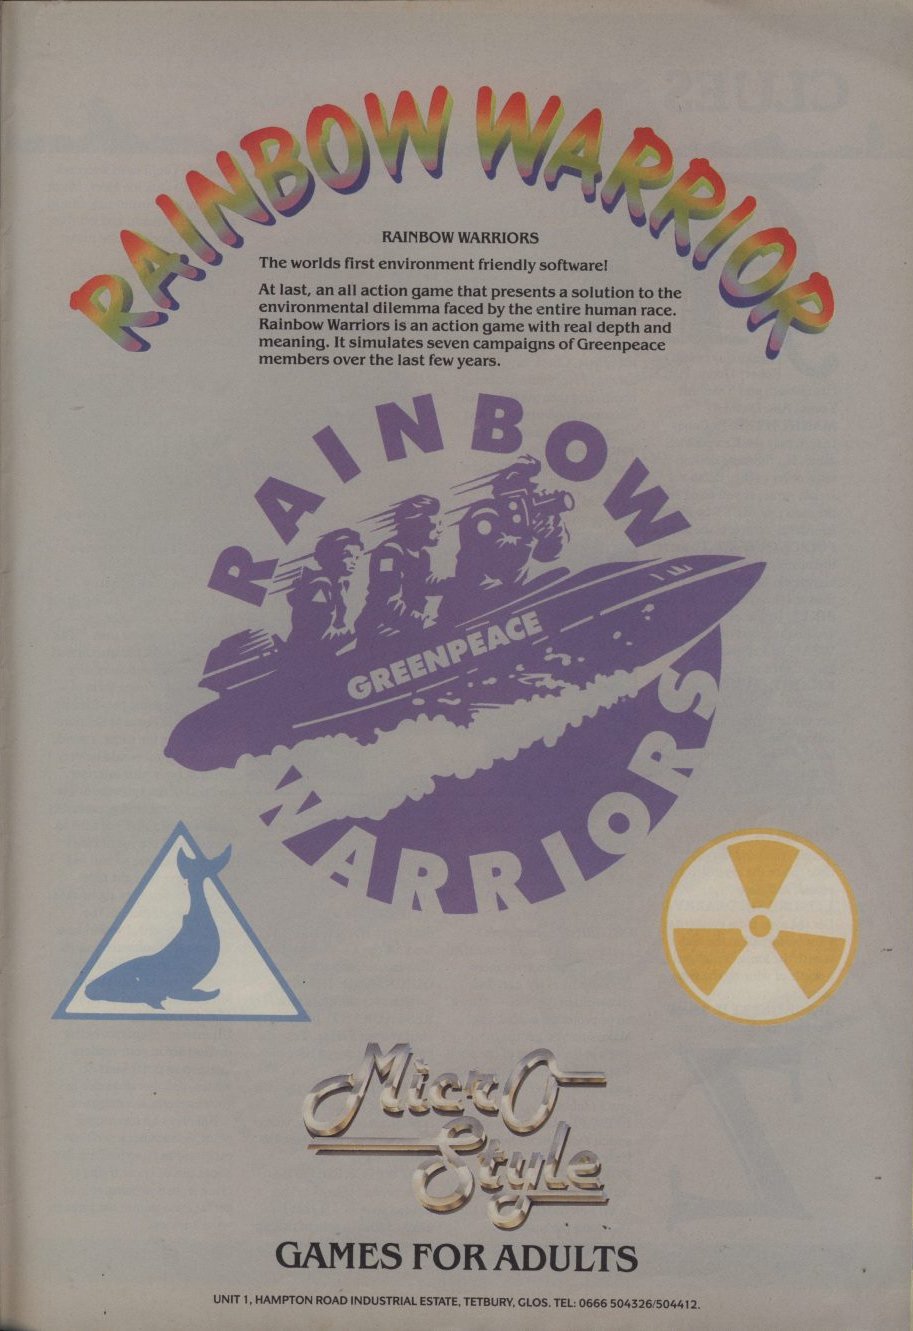 RAINBOW WARRIOR
RAINBOW WARRIORS
The worlds first environment friendly software!
At last, an all action game that presents a solution to the
environmental dilemma faced by the entire human race.
Rainbow Warriors is an action game with real depth and
meaning. It simulates seven campaigns of Greenpeace
members over the last few years.
RAINBOW
GREENPEACE
WARRIORS
MicrO
Style
GAMES FOR ADULTS
UNIT 1, HAMPTON ROAD INDUSTRIAL ESTATE, TETBURY, GLOS. TEL: 0666 504326/504412.